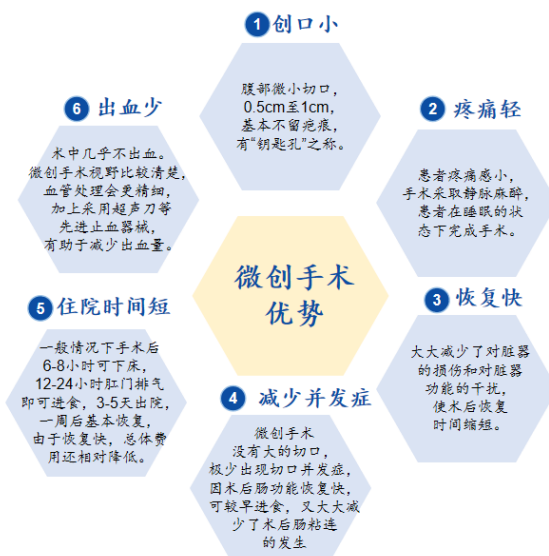 1 创口小
腹部微小切口，
0.5cm至1cm，
基本不留疤痕，
有“钥匙孔”之称。
2 疼痛轻
患者疼痛感小，
手术采取静脉麻醉，
患者在睡眠的状
态下完成手术。
3 恢复快
大大减少了对脏器
的损伤和对脏器
功能的干扰，
使术后恢复
时间缩短。
4 减少并发症
微创手术
没有大的切口，
极少出现切口并发症，
因术后肠功能恢复快，
可较早进食，又大大减
少了术后肠粘连
的发生
5 住院时间短
一般情况下手术后
6-8小时可下床，
12-24小时肛门排气
即可进食，3-5天出院，
一周后基本恢复，
由于恢复快，总体费
用还相对降低。
6 出血少
术中几乎不出血。
微创手术视野比较清楚，
血管处理会更精细，
加上采用超声刀等
先进止血器械，
有助于减少出血量。
微创手术
优势